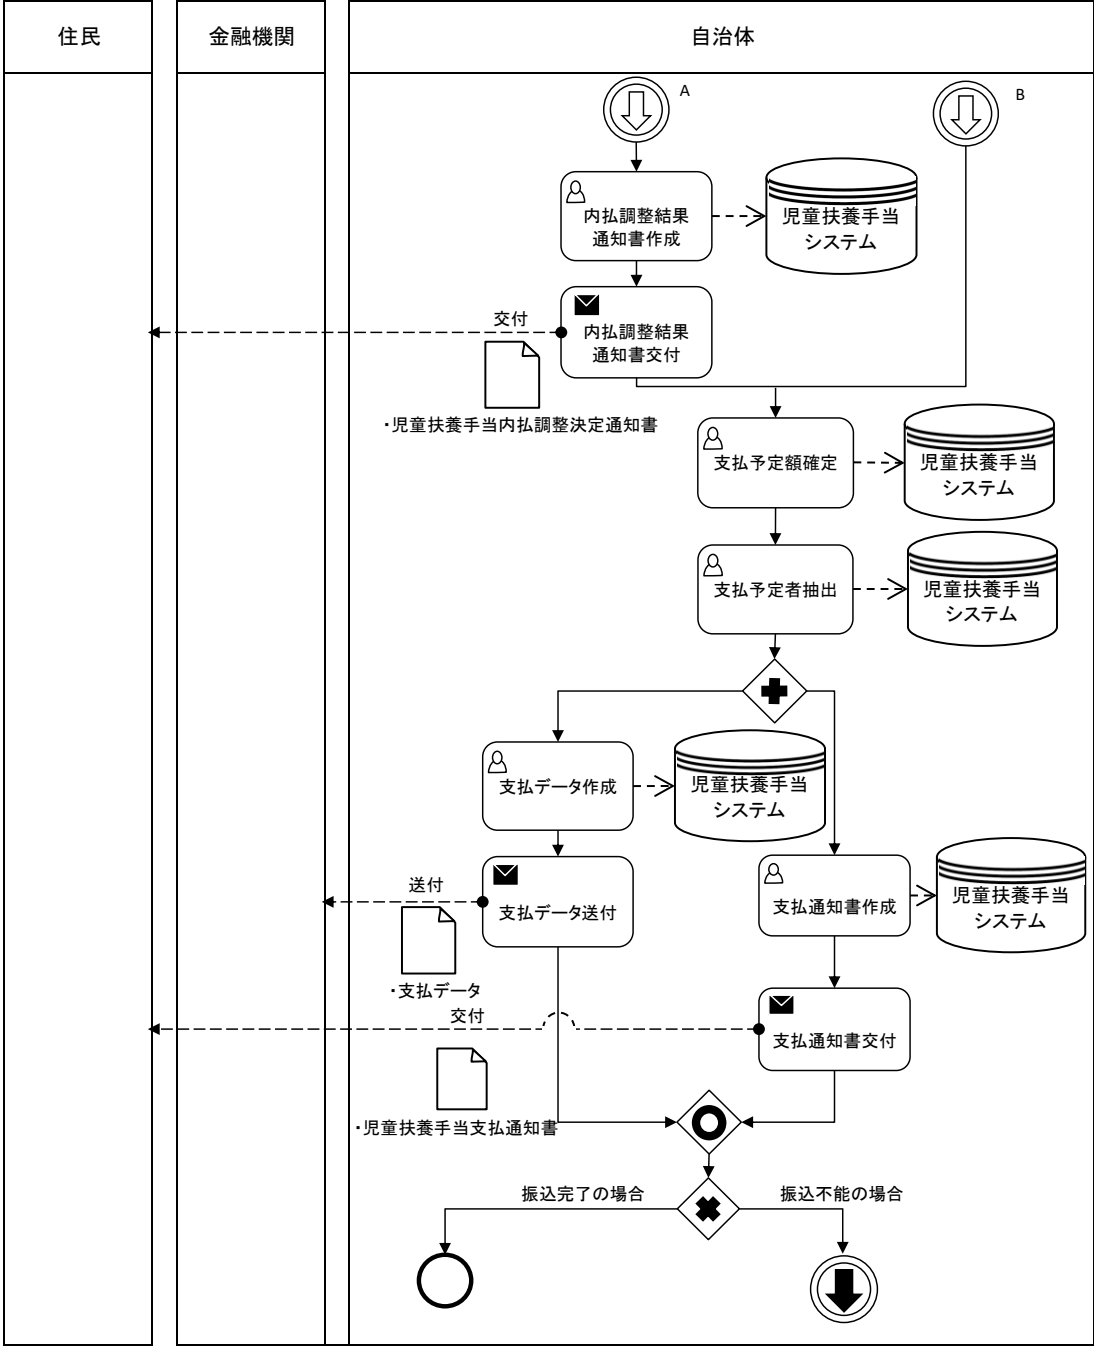 住民
金融機関
自治体
A
B
内払調整結果
通知書作成
児童扶養手当
システム
交付
内払調整結果
通知書交付
・児童扶養手当内払調整決定通知書
支払予定額確定
児童扶養手当
システム
支払予定者抽出
児童扶養手当
システム
支払データ作成
児童扶養手当
システム
送付
支払データ送付
支払通知書作成
児童扶養手当
システム
・支払データ
交付
支払通知書交付
・児童扶養手当支払通知書
振込完了の場合
振込不能の場合